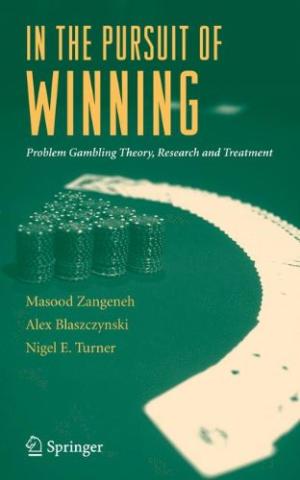 IN THE PURSUIT OF
WINNING
Problem Gambling Theory, Research and Treatment
Masood Zangeneh
Alex Blaszczynski
Nigel E. Turner
Springer